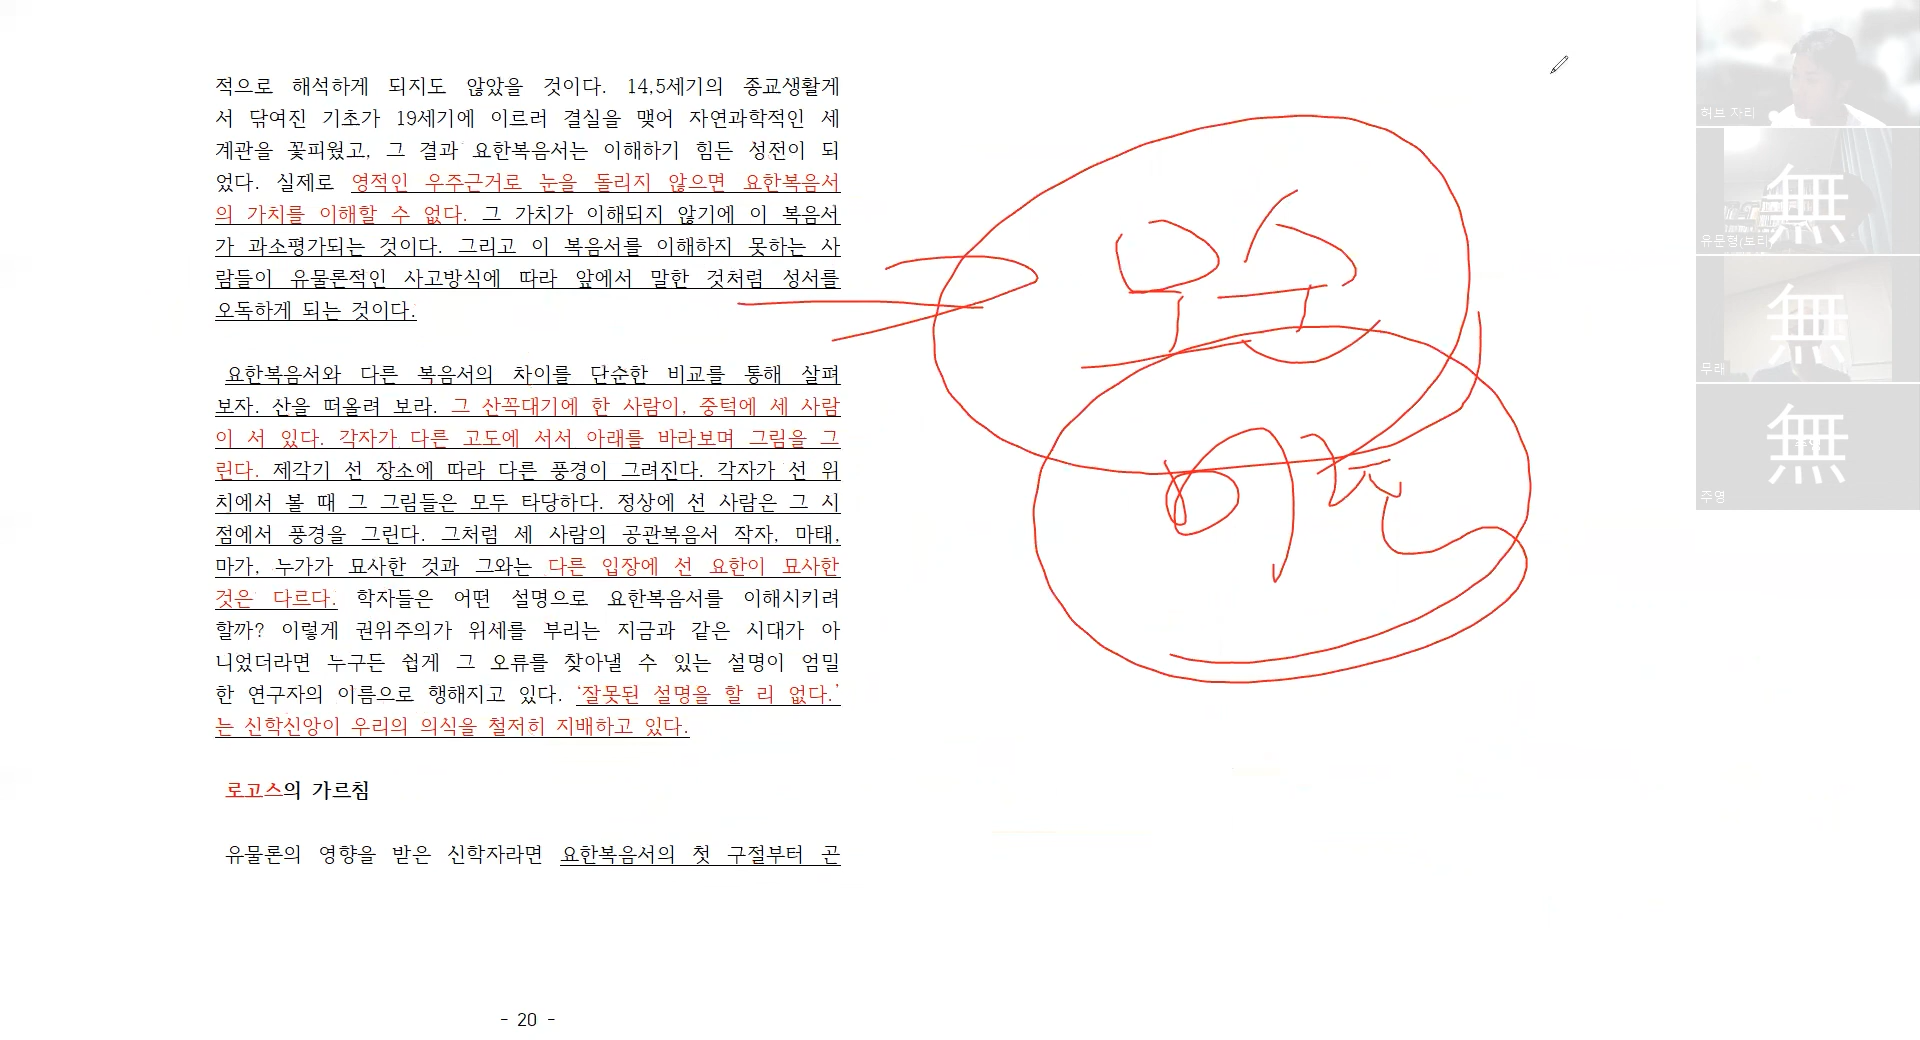 적으로 해석하게 되지도 않았을 것이다. 14,5세기의 종교생활게
서 닦여진 기초가 19세기에 이르러 결실을 맺어 자연과학적인 세
계관을 꽃피웠고, 그 결과 요한복음서는 이해하기 힘든 성전이 되
었다. 실제로 영적인 우주근거로 눈을 돌리지 않으면 요한복음서
의 가치를 이해할 수 없다. 그 가치가 이해되지 않기에 이 복음서
가 과소평가되는 것이다. 그리고 이 복음서를 이해하지 못하는 사
람들이 유물론적인 사고방식에 따라 앞에서 말한 것처럼 성서를
오독하게 되는 것이다.
요한복음서와 다른 복음서의 차이를 단순한 비교를 통해 살펴
보자. 산을 떠올려 보라. 그 산꼭대기에 한 사람이, 중턱에 세 사람
이 서 있다. 각자가 다른 고도에 서서 아래를 바라보며 그림을 그
린다. 제각기 선 장소에 따라 다른 풍경이 그려진다. 각자가 선 위
치에서 볼 때 그 그림들은 모두 타당하다. 정상에 선 사람은 그 시
점에서 풍경을 그린다. 그처럼 세 사람의 공관복음서 작자, 마태,
마가, 누가가 묘사한 것과 그와는 다른 입장에 선 요한이 묘사한
것은 다르다. 학자들은 어떤 설명으로 요한복음서를 이해시키려
할까? 이렇게 권위주의가 위세를 부리는 지금과 같은 시대가 아
니었더라면 누구든 쉽게 그 오류를 찾아낼 수 있는 설명이 엄밀
한 연구자의 이름으로 행해지고 있다. ‘잘못된 설명을 할 리 없다.’
는 신학신앙이 우리의 의식을 철저히 지배하고 있다.
로고스의 가르침
유물론의 영향을 받은 신학자라면 요한복음서의 첫 구절부터 곤
- 20 -
허브 자리
無
유문형(보리
無
무래
無
주영